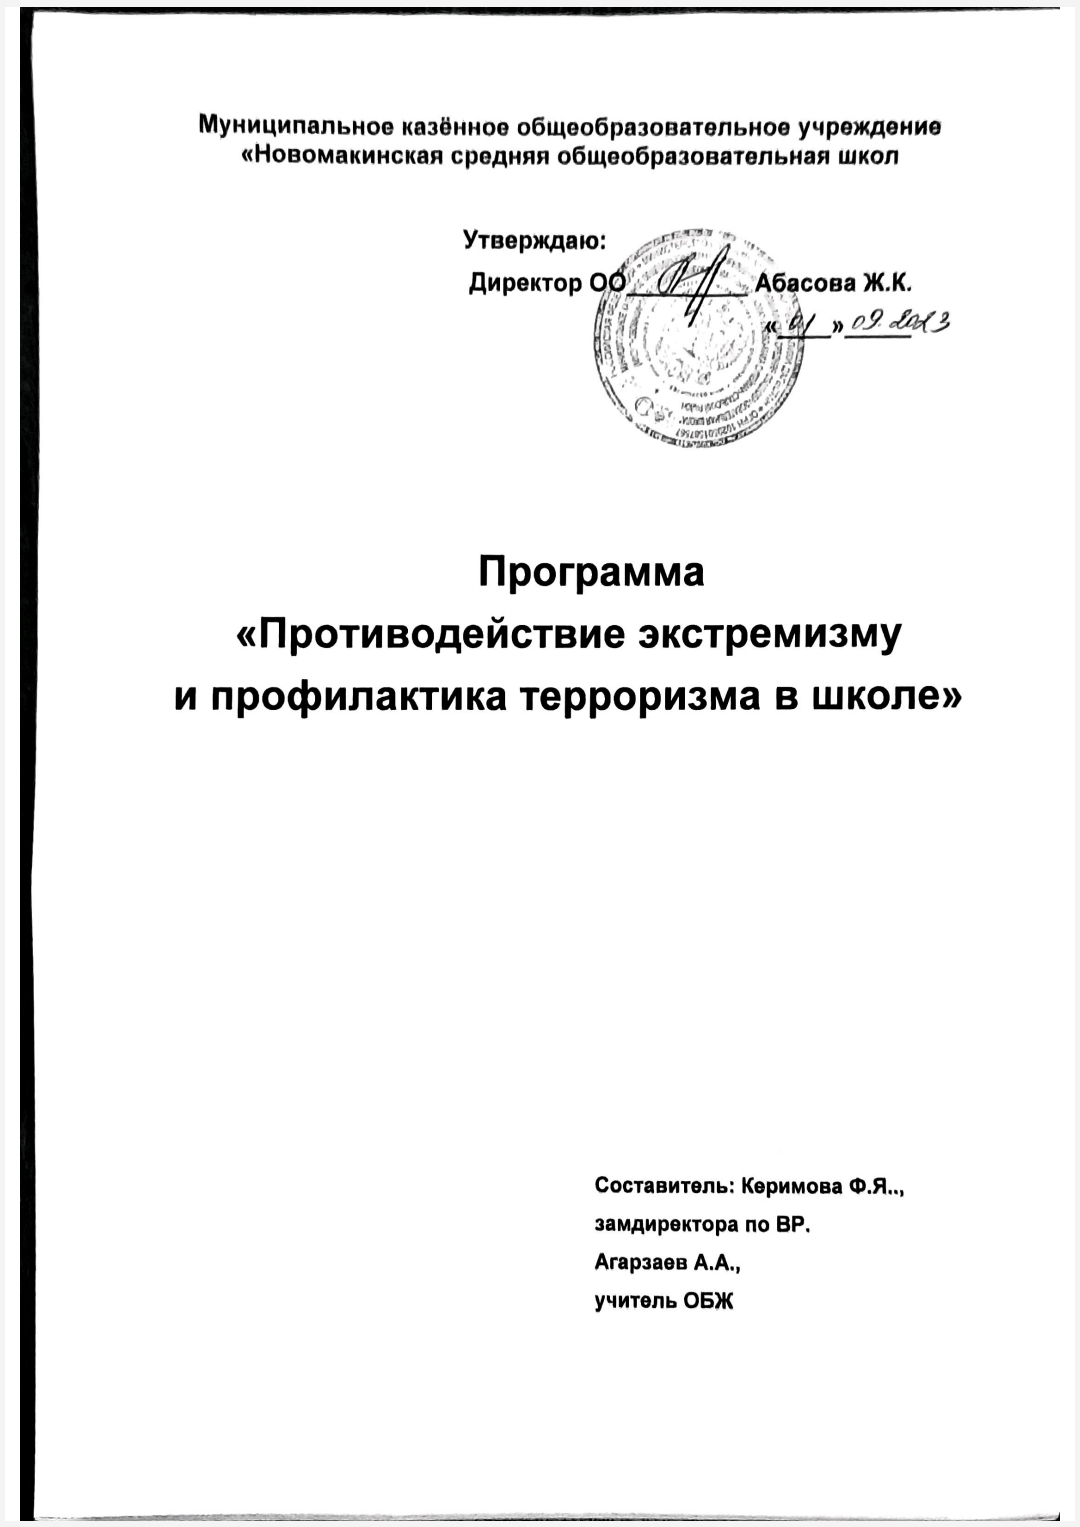 Муниципальное казённое общеобразовательное учреждение
«Новомакинская средняя общеобразовательная школ
Утверждаю:
Директор ОО__________ Абасова Ж.К.
«01» 09.2023
Программа
«Противодействие экстремизму
и профилактика терроризма в школе»
Составитель: Керимова Ф.Я..,
замдиректора по ВР.
Агарзаев А.А.,
учитель ОБЖ